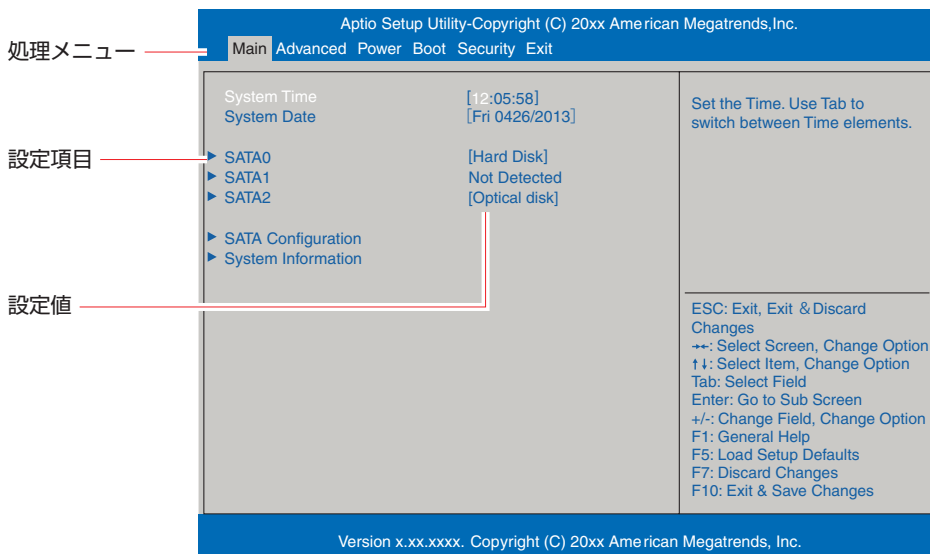 Aptio Setup Utility-Copyright (C) 20xx American Megatrends,Inc.
処理メニュー
Main Advanced Power Boot Security Exit
System Time [12:05:58]
System Date [Fri 0426/2013]
Set the Time. Use Tab to
switch between Time elements.
設定項目
▶ SATA0 [Hard Disk]
▶ SATA1 Not Detected
▶ SATA2 [Optical disk]
▶ SATA Configuration
▶ System Information
設定値
ESC: Exit, Exit &Discard
Changes
→←: Select Screen, Change Option
↑↓: Select Item, Change Option
Tab: Select Field
Enter: Go to Sub Screen
+/-: Change Field, Change Option
F1: General Help
F5: Load Setup Defaults
F7: Discard Changes
F10: Exit & Save Changes
Version x.xx.xxxx. Copyright (C) 20xx American Megatrends, Inc.